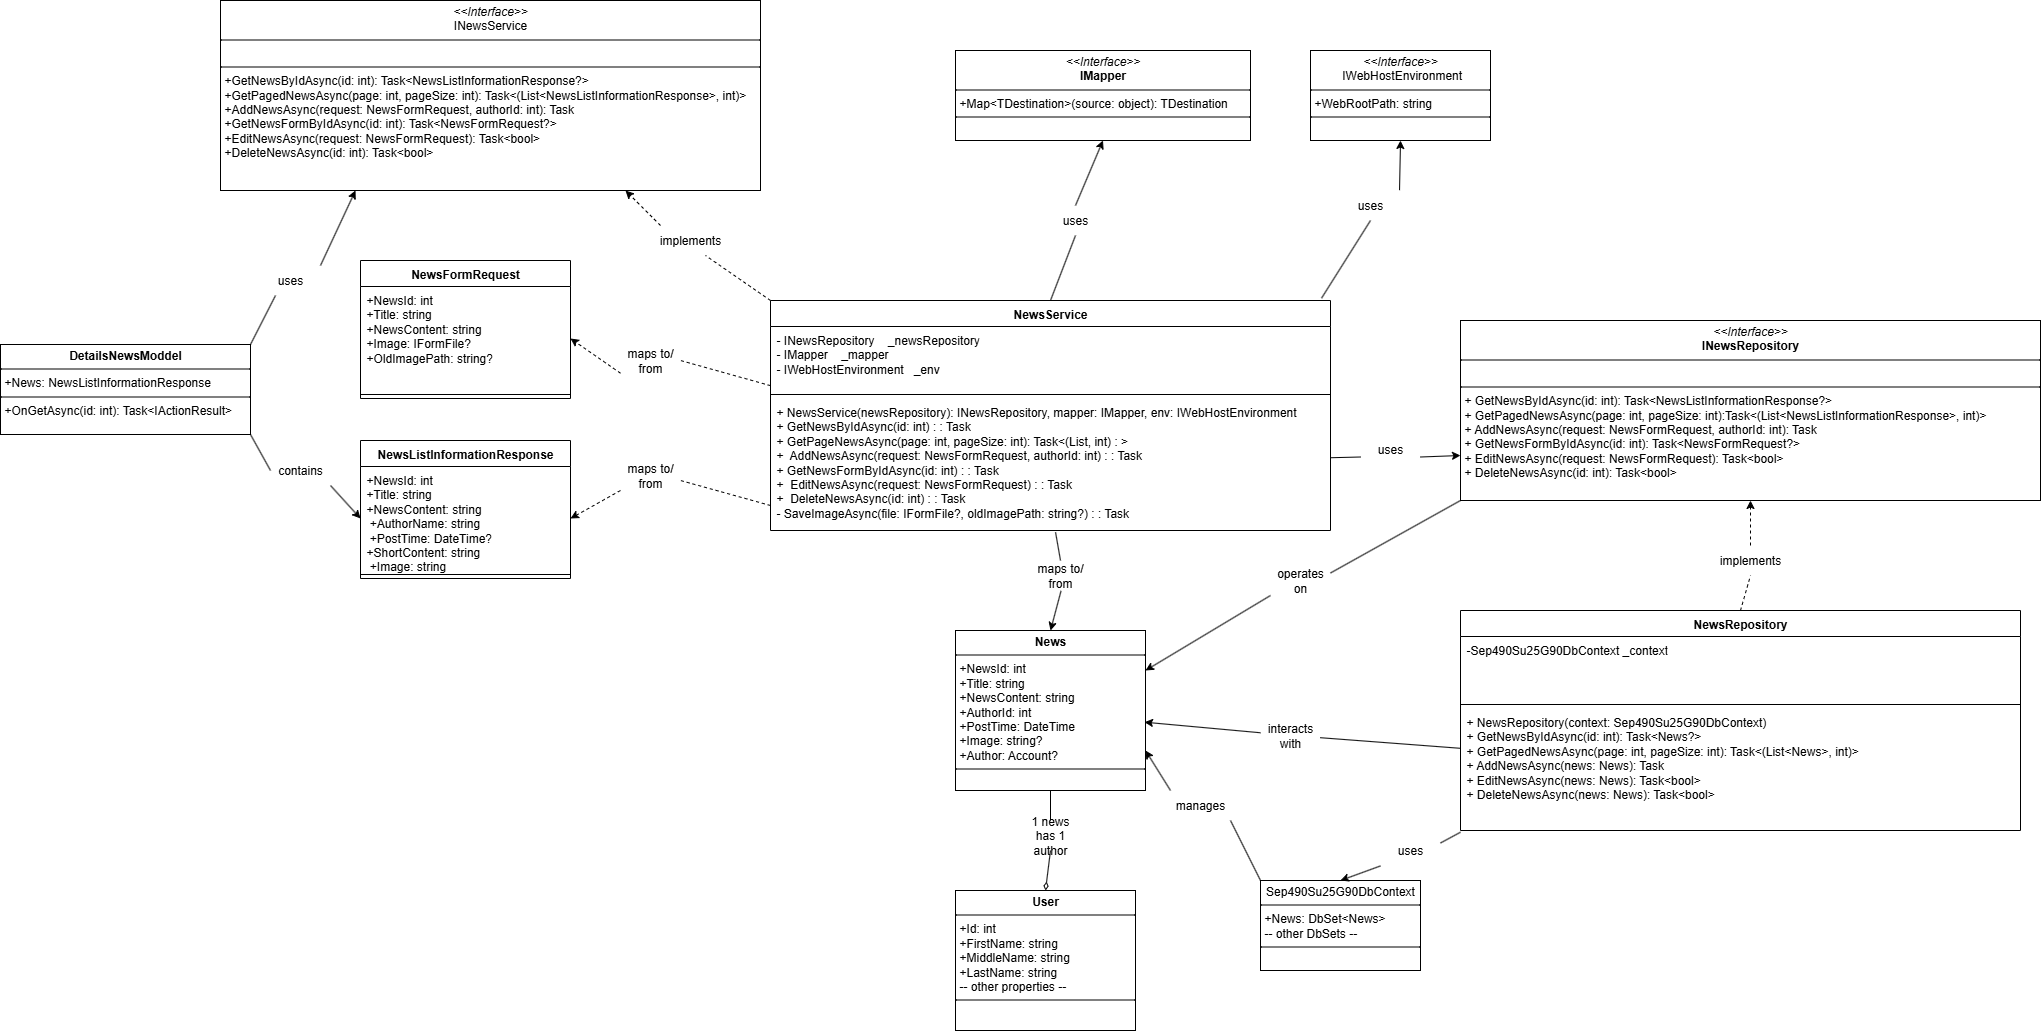 <<Interface>>
INewsService
+GetNewsByIdAsync(id: int): Task<NewsListInformationResponse?>
+GetPagedNewsAsync(page: int, pageSize: int): Task<(List<NewsListInformationResponse>, int)>
+AddNewsAsync(request: NewsFormRequest, authorId: int): Task
+GetNewsFormByIdAsync(id: int): Task<NewsFormRequest?>
+EditNewsAsync(request: NewsFormRequest): Task<bool>
+DeleteNewsAsync(id: int): Task<bool>
<<Interface>>
IMapper
+Map<TDestination>(source: object): TDestination
<<Interface>>
IWebHostEnvironment
+WebRootPath: string
uses
uses
implements
uses
NewsFormRequest
+NewsId: int
+Title: string
+NewsContent: string
+Image: IFormFile?
+OldImagePath: string?
DetailsNewsModdel
+News: NewsListInformationResponse
+OnGetAsync(id: int): Task<IActionResult>
contains
NewsListInformationResponse
+NewsId: int
+Title: string
+NewsContent: string
+AuthorName: string
+PostTime: DateTime?
+ShortContent: string
+Image: string
maps to/
from
maps to/
from
NewsService
- INewsRepository    _newsRepository
- IMapper    _mapper
- IWebHostEnvironment   _env
+ NewsService(newsRepository): INewsRepository, mapper: IMapper, env: IWebHostEnvironment
+ GetNewsByIdAsync(id: int) : : Task
+ GetPageNewsAsync(page: int, pageSize: int): Task<(List, int) : >
+  AddNewsAsync(request: NewsFormRequest, authorId: int) : : Task
+ GetNewsFormByIdAsync(id: int) : : Task
+  EditNewsAsync(request: NewsFormRequest) : : Task
+  DeleteNewsAsync(id: int) : : Task
- SaveImageAsync(file: IFormFile?, oldImagePath: string?) : : Task
uses
<<Interface>>
INewsRepository
+ GetNewsByIdAsync(id: int): Task<NewsListInformationResponse?>
+ GetPagedNewsAsync(page: int, pageSize: int):Task<(List<NewsListInformationResponse>, int)>
+ AddNewsAsync(request: NewsFormRequest, authorId: int): Task
+ GetNewsFormByIdAsync(id: int): Task<NewsFormRequest?>
+ EditNewsAsync(request: NewsFormRequest): Task<bool>
+ DeleteNewsAsync(id: int): Task<bool>
maps to/
from
operates
on
implements
News
+NewsId: int
+Title: string
+NewsContent: string
+AuthorId: int
+PostTime: DateTime
+Image: string?
+Author: Account?
interacts
with
NewsRepository
-Sep490Su25G90DbContext _context
+ NewsRepository(context: Sep490Su25G90DbContext)
+ GetNewsByIdAsync(id: int): Task<News?>
+ GetPagedNewsAsync(page: int, pageSize: int): Task<(List<News>, int)>
+ AddNewsAsync(news: News): Task
+ EditNewsAsync(news: News): Task<bool>
+ DeleteNewsAsync(news: News): Task<bool>
manages
1 news
has 1
author
uses
User
+Id: int
+FirstName: string
+MiddleName: string
+LastName: string
-- other properties --
Sep490Su25G90DbContext
+News: DbSet<News>
-- other DbSets --